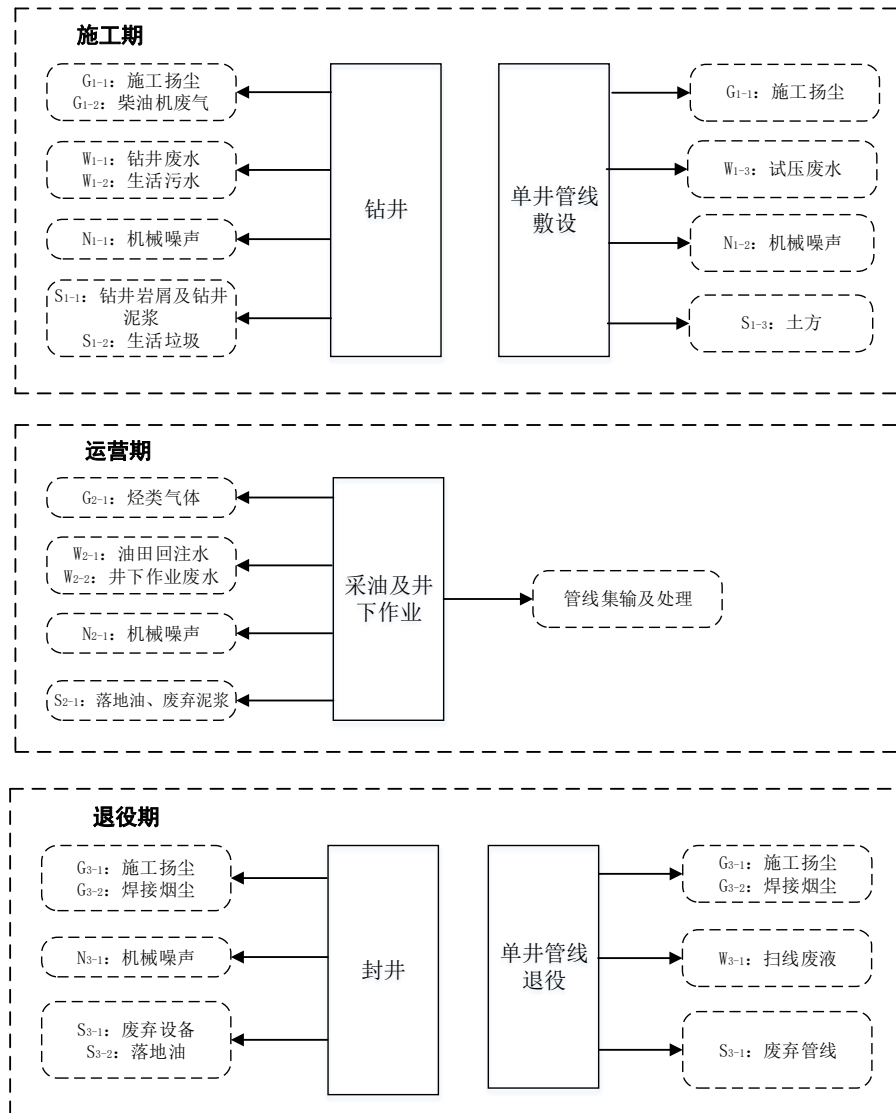 施工期
G1-1：施工扬尘
G1-2：柴油机废气
W1-1：钻井废水
W1-2：生活污水
N1-1：机械噪声
S1-1：钻井岩屑及钻井
泥浆
S1-2：生活垃圾
钻井
单井管线
敷设
G1-1：施工扬尘
W1-3：试压废水
N1-2：机械噪声
S1-3：土方
运营期
G2-1：烃类气体
W2-1：油田回注水
W2-2：井下作业废水
N2-1：机械噪声
S2-1：落地油、废弃泥浆
采油及井
下作业
管线集输及处理
退役期
G3-1：施工扬尘
G3-2：焊接烟尘
N3-1：机械噪声
S3-1：废弃设备
S3-2：落地油
封井
单井管线
退役
G3-1：施工扬尘
G3-2：焊接烟尘
W3-1：扫线废液
S3-1：废弃管线